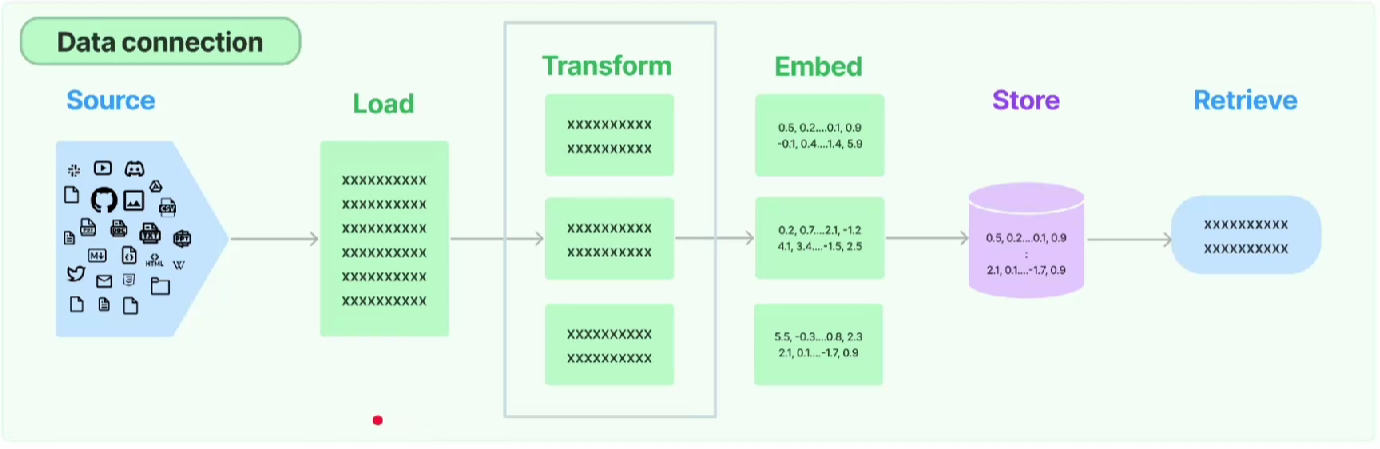 Data connection
Source
Load
Transform
Embed
Store
Retrieve
M↓
HTML
W
XXXXXXXXXX
XXXXXXXXXX
XXXXXXXXXX
XXXXXXXXXX
XXXXXXXXXX
XXXXXXXXXX
XXXXXXXXXX
XXXXXXXXXX
XXXXXXXXXX
XXXXXXXXXX
XXXXXXXXXX
XXXXXXXXXX
0.5, 0.2....0.1, 0.9
-0.1, 0.4....1.4, 5.9
0.2, 0.7....2.1, -1.2
4.1, 3.4....-1.5, 2.5
5.5, -0.3....0.8, 2.3
2.1, 0.1....-1.7, 0.9
0.5, 0.2....0.1, 0.9
:
2.1, 0.1....-1.7, 0.9
XXXXXXXXXX
XXXXXXXXXX